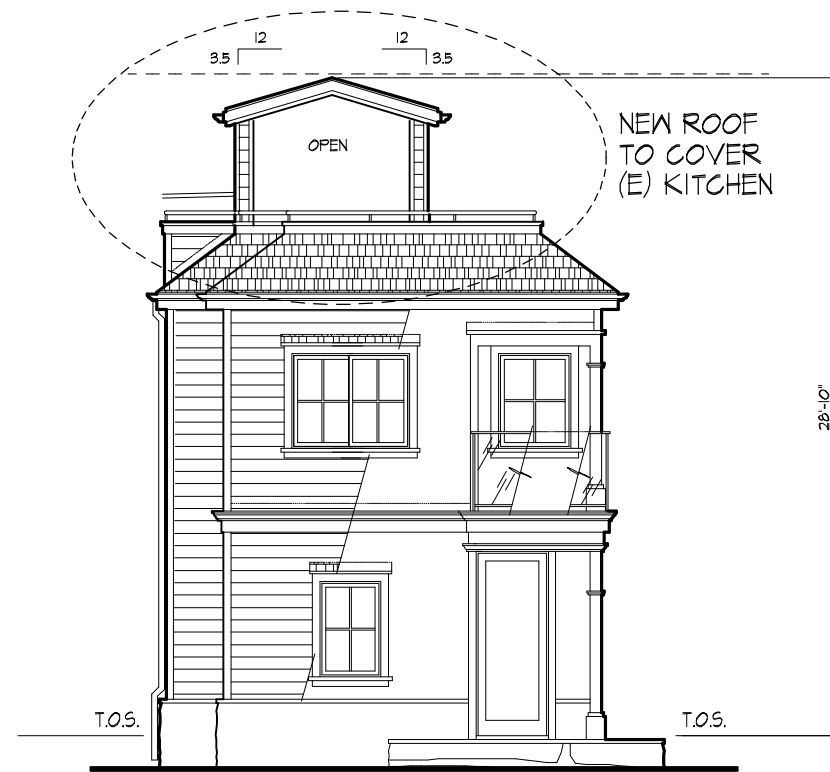 12 12
3.5 3.5
OPEN
NEW ROOF
TO COVER
(E) KITCHEN
28'-10"
T.O.S. T.O.S.